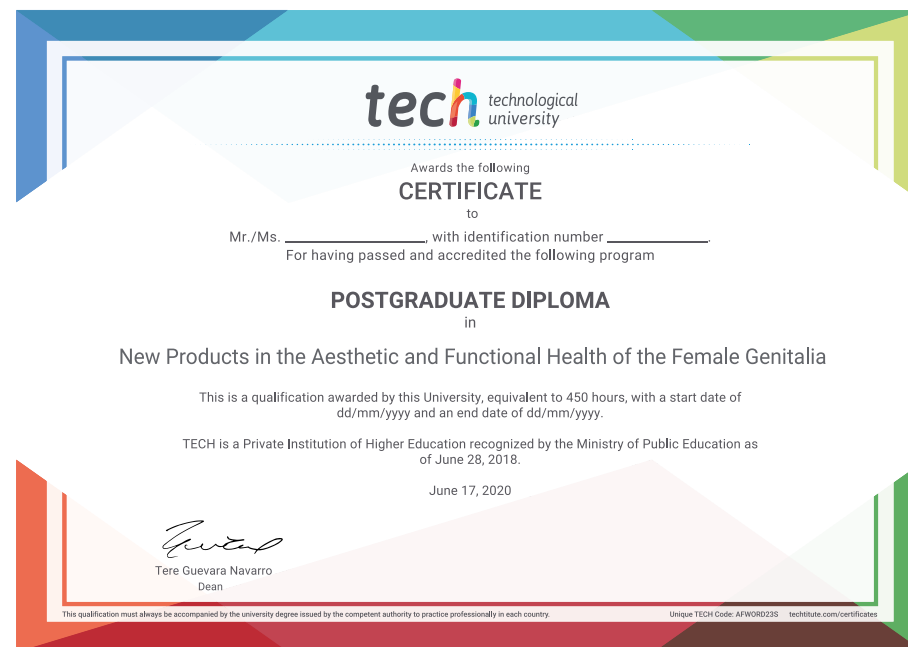 tech technological
university
Awards the following
CERTIFICATE
to
Mr./Ms. ____________________, with identification number ______________.
For having passed and accredited the following program
POSTGRADUATE DIPLOMA
in
New Products in the Aesthetic and Functional Health of the Female Genitalia
This is a qualification awarded by this University, equivalent to 450 hours, with a start date of
dd/mm/yyyy and an end date of dd/mm/yyyy.
TECH is a Private Institution of Higher Education recognized by the Ministry of Public Education as
of June 28, 2018.
June 17, 2020
Tere Guevara Navarro
Dean
This qualification must always be accompanied by the university degree issued by the competent authority to practice professionally in each country. Unique TECH Code: AFWORD23S techtitute.com/certificates